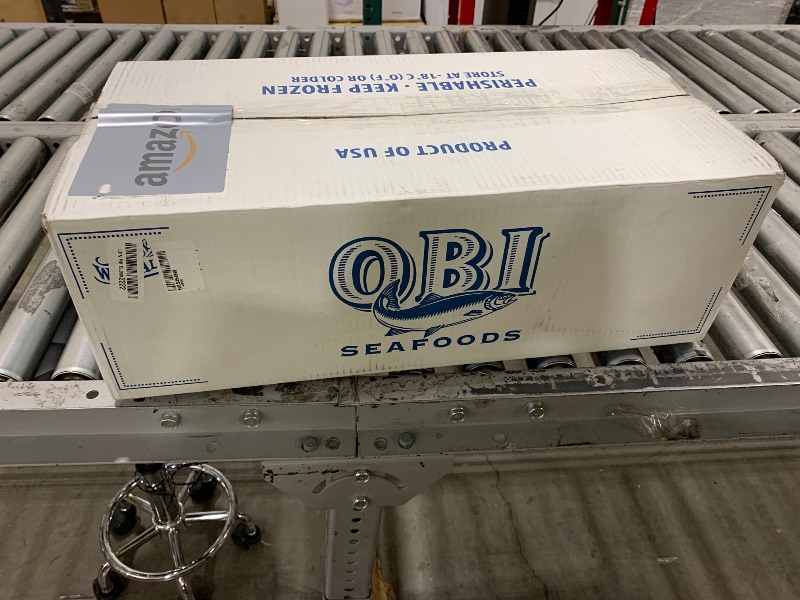 PERISHABLE • KEEP FROZEN
STORE AT -18°C (0°F) OR COLDER
PRODUCT OF USA
amazon
OBI
SEAFOODS